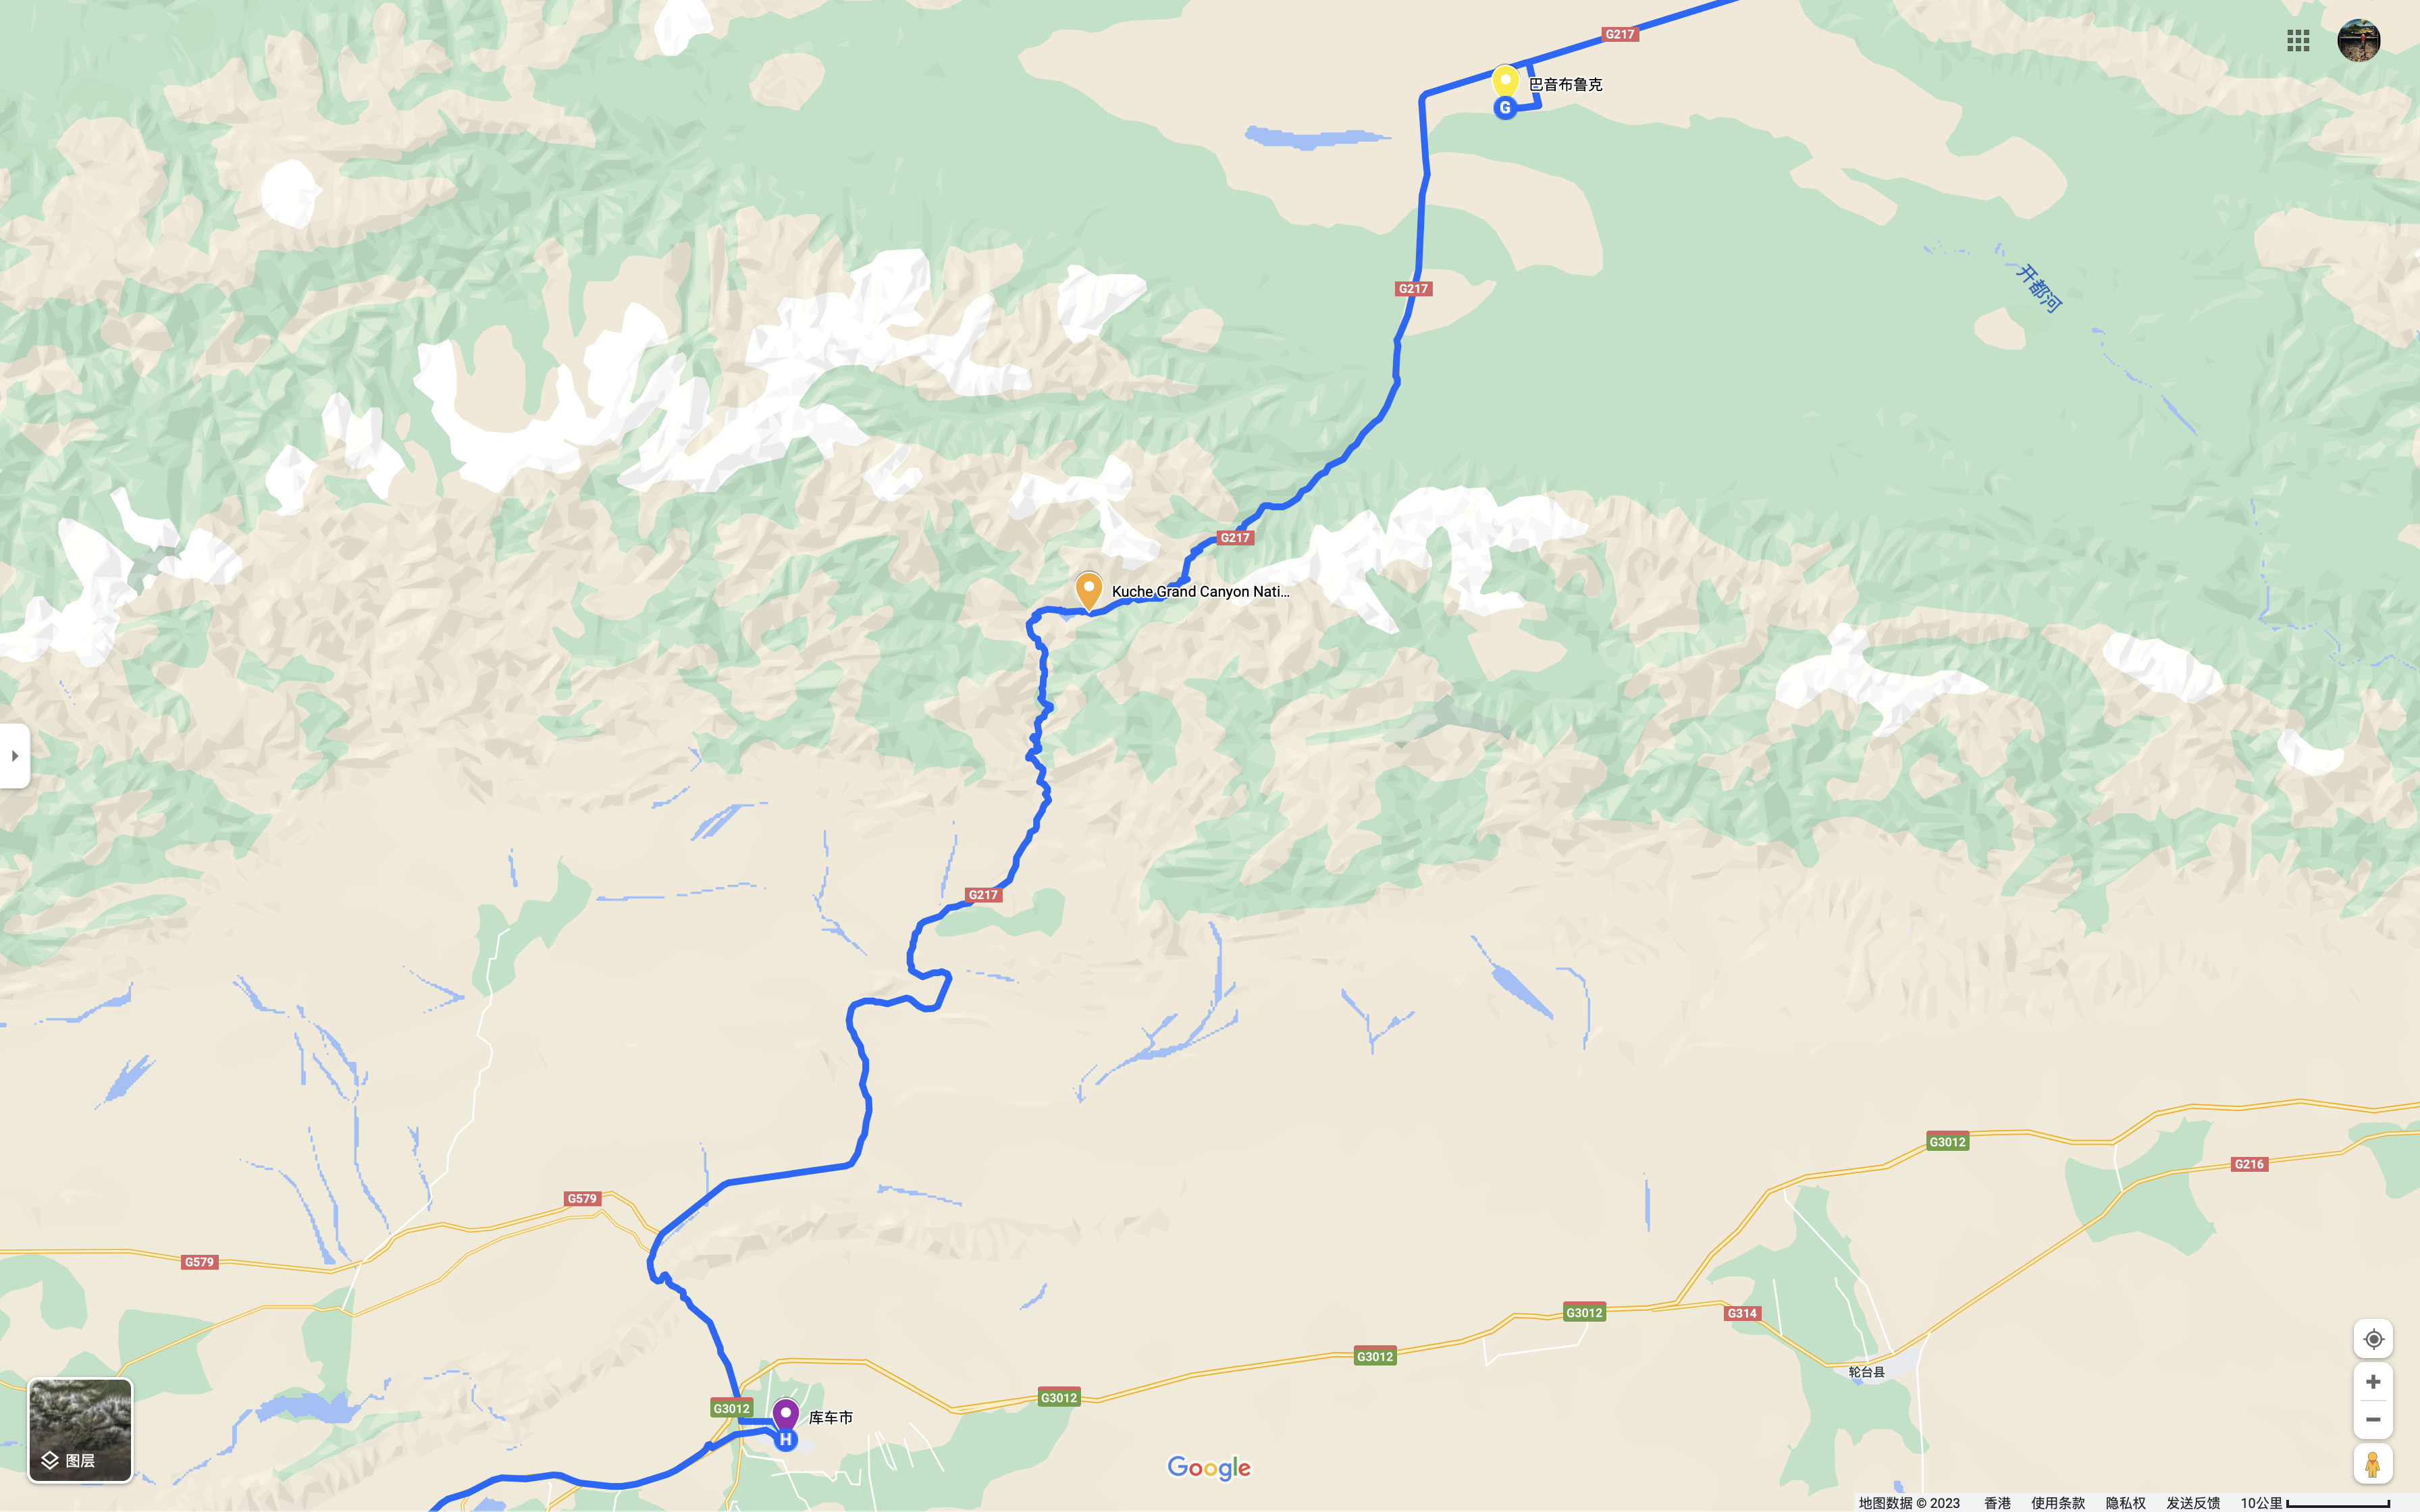 G217
巴音布鲁克
G
开都河
G217
G217
Kuche Grand Canyon Nati...
G217
G3012
G216
G579
G579
G3012
G314
G3012
轮台县
G3012
G3012
库车市
H
图层
Google
地图数据 © 2023 香港 使用条款 隐私权 发送反馈 10公里